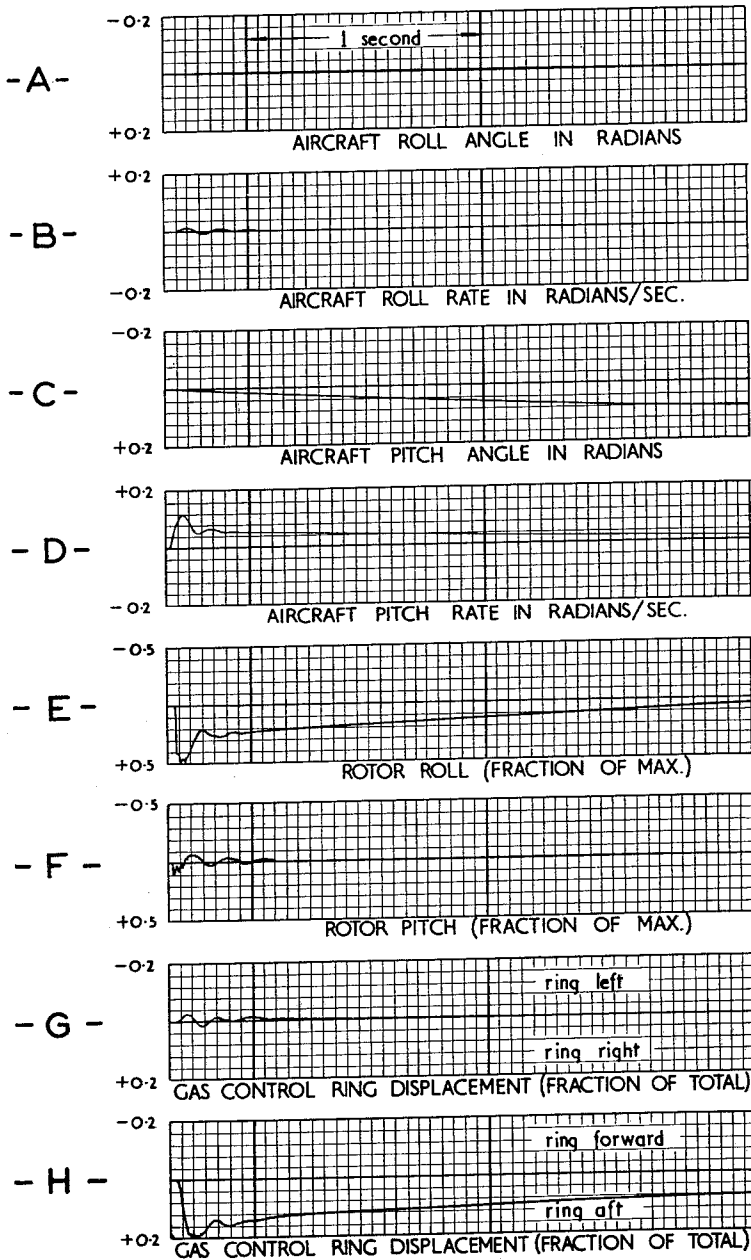 -0·2
1 second
-A-
+0·2
AIRCRAFT ROLL ANGLE IN RADIANS
+0·2
-B-
-0·2
AIRCRAFT ROLL RATE IN RADIANS/SEC.
-0·2
-C-
+0·2
AIRCRAFT PITCH ANGLE IN RADIANS
+0·2
-D-
-0·2
AIRCRAFT PITCH RATE IN RADIANS/SEC.
-0·5
-E-
+0·5
ROTOR ROLL (FRACTION OF MAX.)
-0·5
-F-
+0·5
ROTOR PITCH (FRACTION OF MAX.)
-0·2
ring left
-G-
ring right
+0·2
GAS CONTROL RING DISPLACEMENT (FRACTION OF TOTAL)
-0·2
ring forward
-H-
ring aft
+0·2
GAS CONTROL RING DISPLACEMENT (FRACTION OF TOTAL)